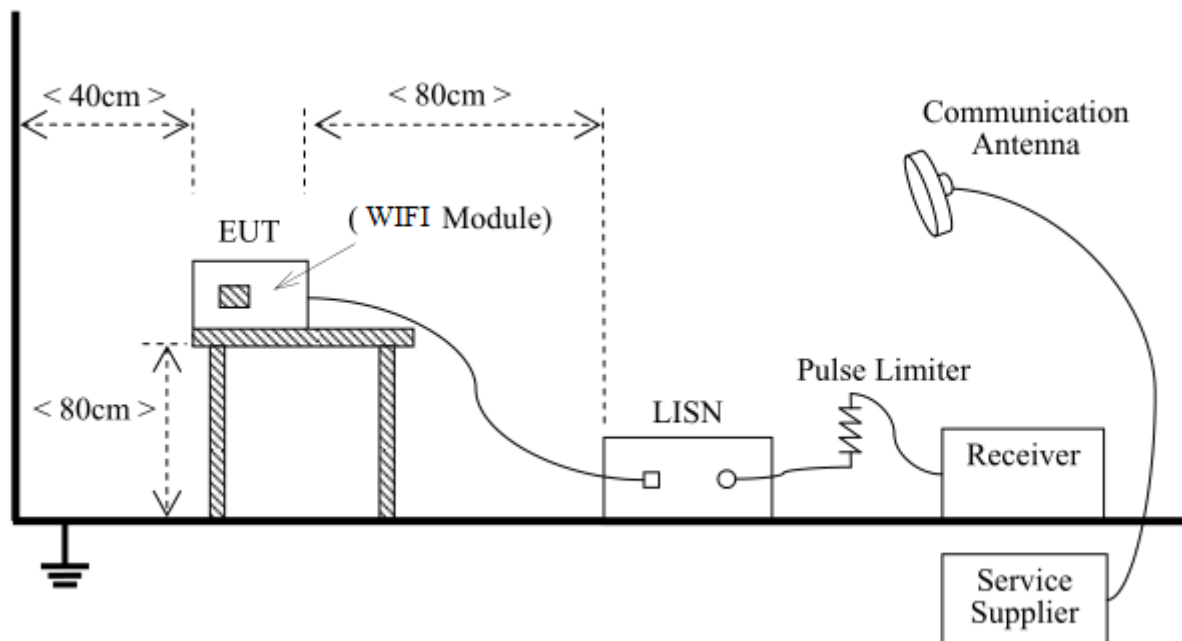 < 40cm >
< 80cm >
Communication
Antenna
( WIFI Module)
EUT
Pulse Limiter
< 80cm >
LISN
Receiver
Service
Supplier